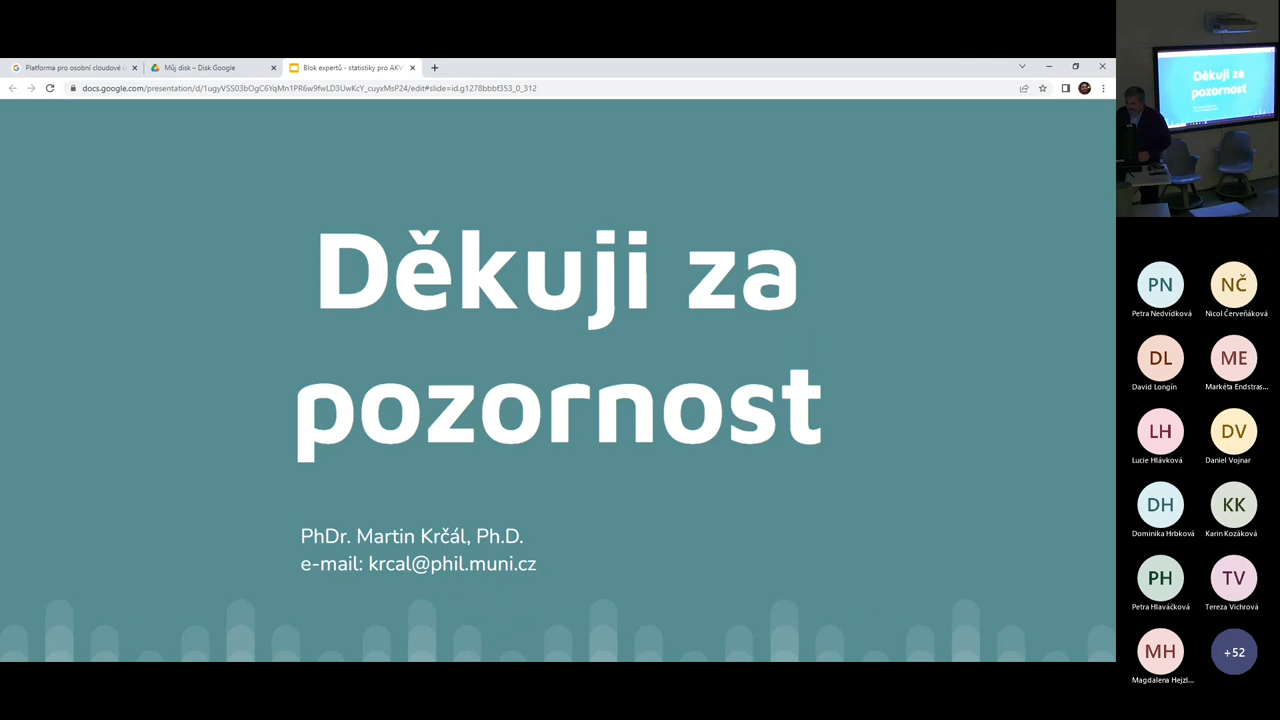 Platforma pro osobní cloudové ú
Můj disk – Disk Google
Blok expertů - statistiky pro AKV
docs.google.com/presentation/d/1ugyVSS03bOgC6YqMn1PR6w9fwLD3UwKcY_cuyxMsP24/edit#slide=id.g1278bbbf353_0_312
Děkuji za
pozornost
PhDr. Martin Krčál, Ph.D.
e-mail: krcal@phil.muni.cz
Děkuji za
pozornost
PN
NČ
Petra Nedvídková
Nicol Červeňáková
DL
ME
David Longín
Markéta Endstras...
LH
DV
Lucie Hlávková
Daniel Vojnar
DH
KK
Dominika Hrbková
Karin Kozáková
PH
TV
Petra Hlaváčková
Tereza Vichrová
MH
+52
Magdalena Hejzl...